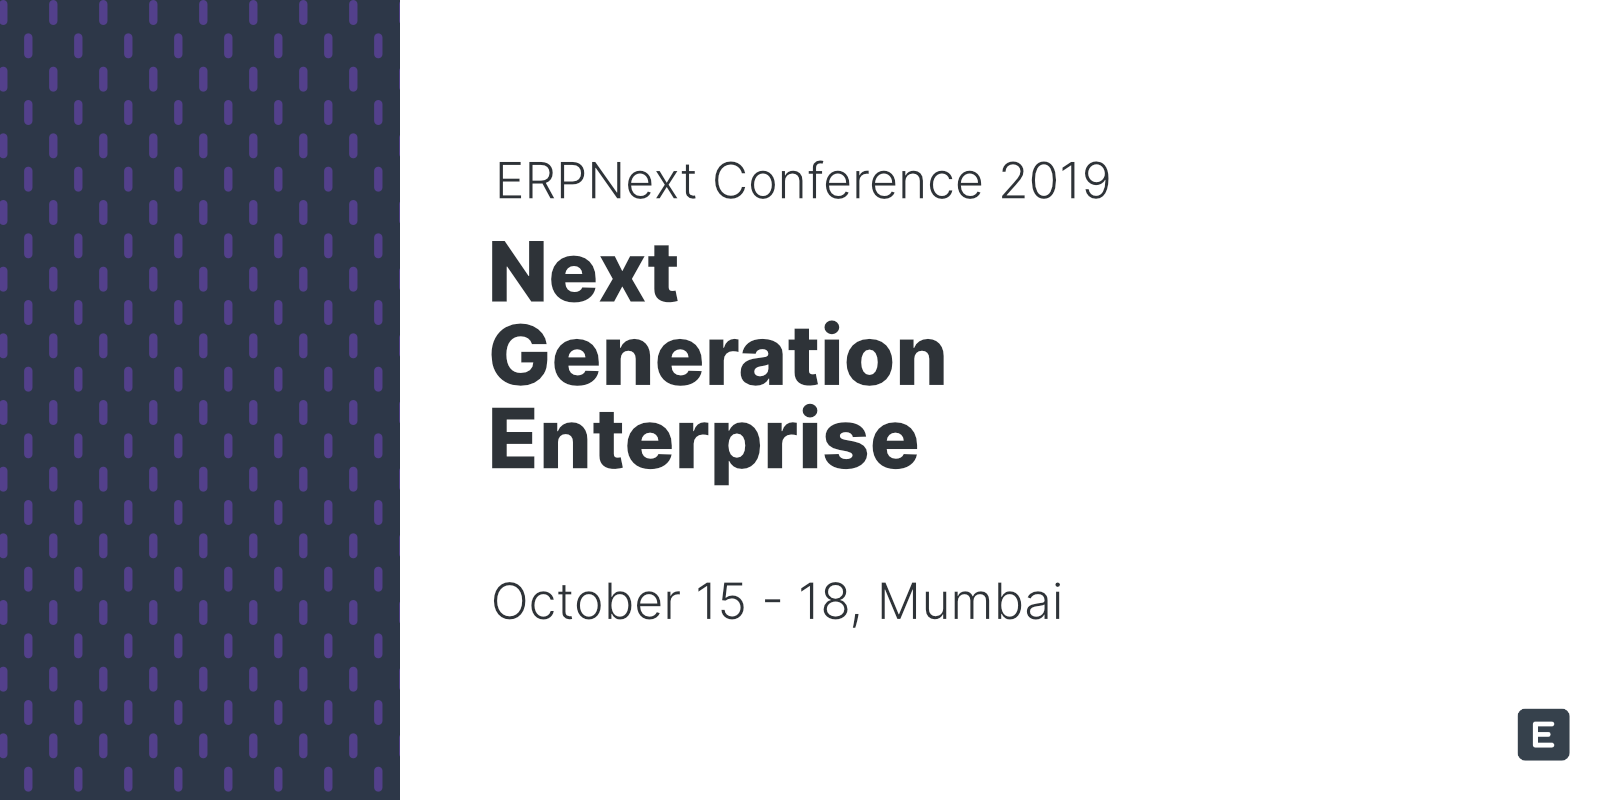 ERPNext Conference 2019
Next
Generation
Enterprise
October 15 - 18, Mumbai
E